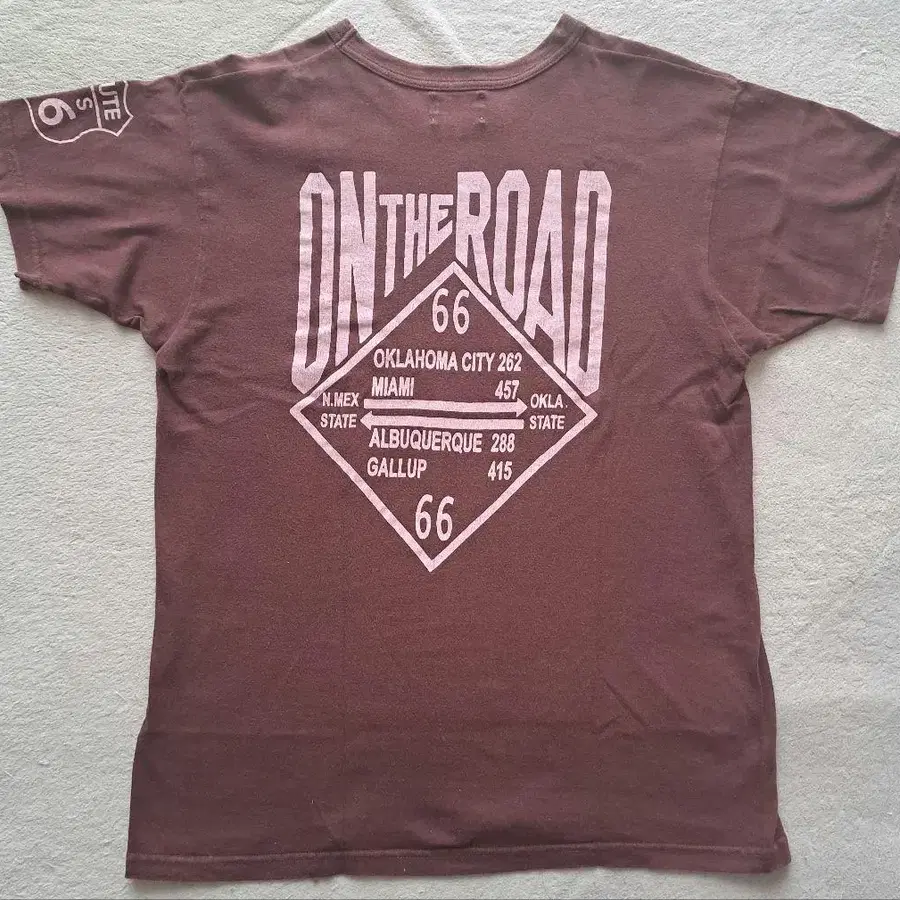 ON THE ROAD
66
OKLAHOMA CITY 262
MIAMI 457
N.MEX STATE
OKLA. STATE
ALBUQUERQUE 288
GALLUP 415
66
UTE
S
6